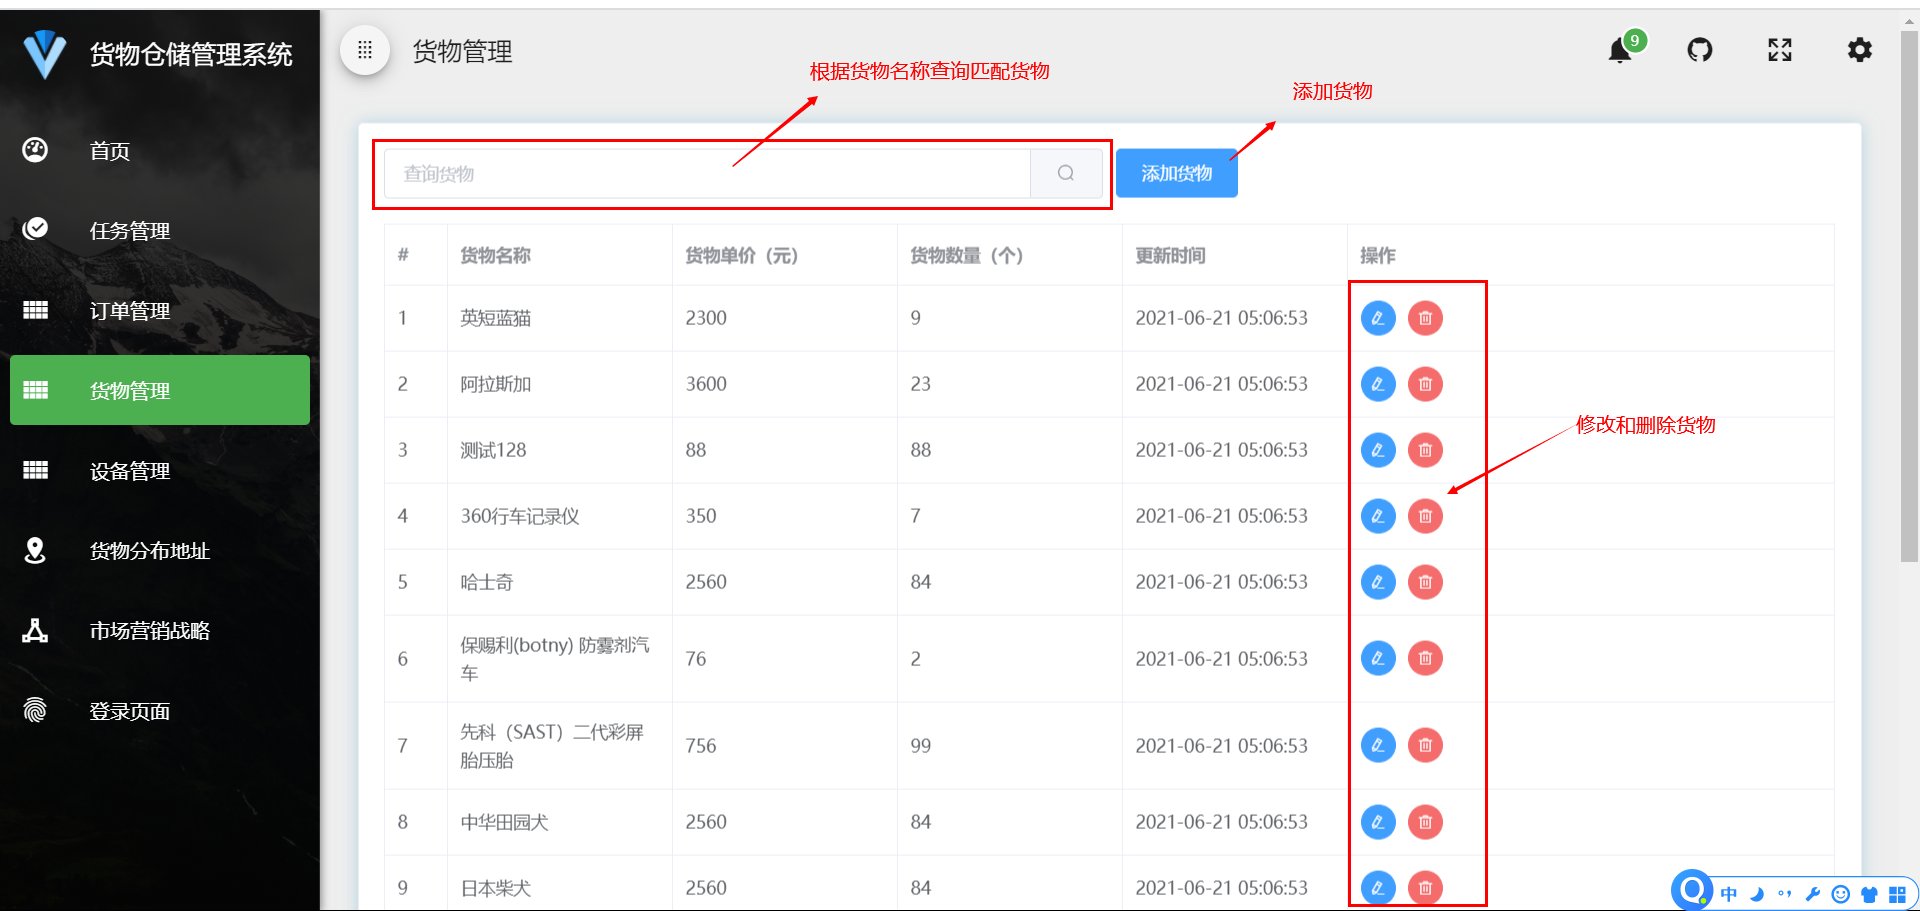 货物仓储管理系统
首页
任务管理
订单管理
货物管理
设备管理
货物分布地址
市场营销战略
登录页面
货物管理
9
根据货物名称查询匹配货物
添加货物
查询货物
添加货物
# 货物名称 货物单价（元） 货物数量（个） 更新时间 操作
1 英短蓝猫 2300 9 2021-06-21 05:06:53
2 阿拉斯加 3600 23 2021-06-21 05:06:53
3 测试128 88 88 2021-06-21 05:06:53
修改和删除货物
4 360行车记录仪 350 7 2021-06-21 05:06:53
5 哈士奇 2560 84 2021-06-21 05:06:53
6 保赐利(botny) 防雾剂汽
车 76 2 2021-06-21 05:06:53
7 先科（SAST）二代彩屏
胎压胎 756 99 2021-06-21 05:06:53
8 中华田园犬 2560 84 2021-06-21 05:06:53
9 日本柴犬 2560 84 2021-06-21 05:06:53
中